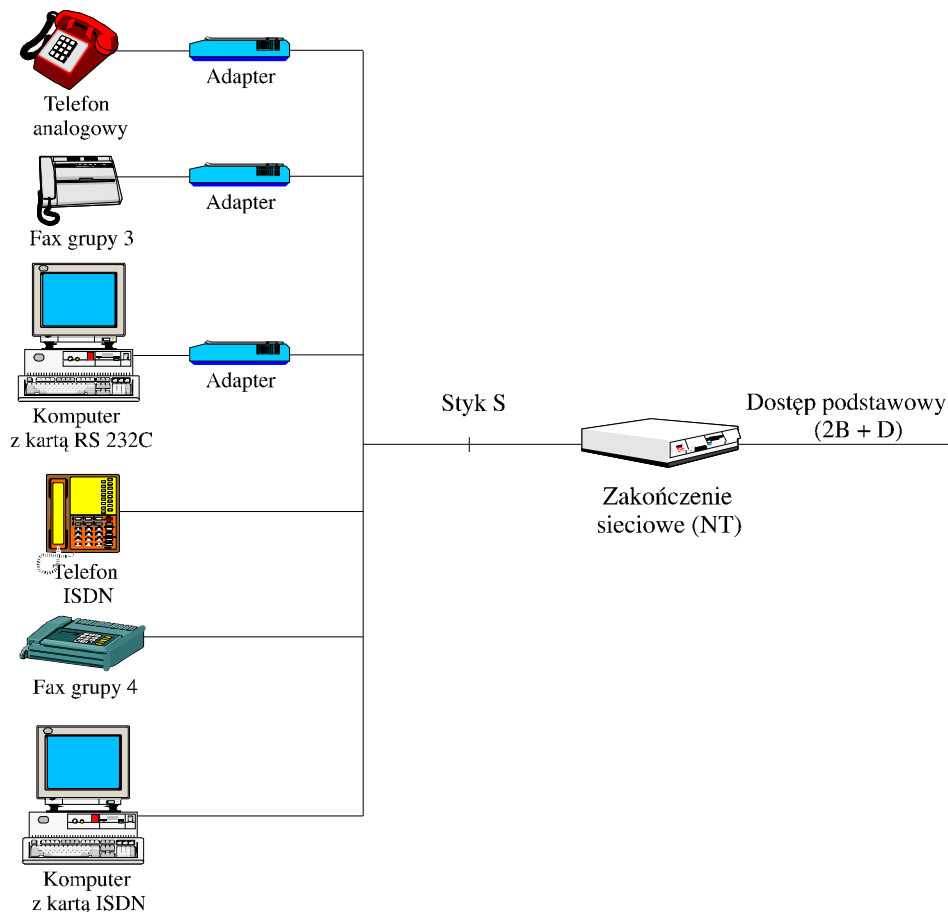 Adapter
Telefon
analogowy
Adapter
Fax grupy 3
Adapter
Komputer
z kartą RS 232C
Styk S
Dostęp podstawowy
(2B + D)
Zakończenie
sieciowe (NT)
Telefon
ISDN
Fax grupy 4
Komputer
z kartą ISDN